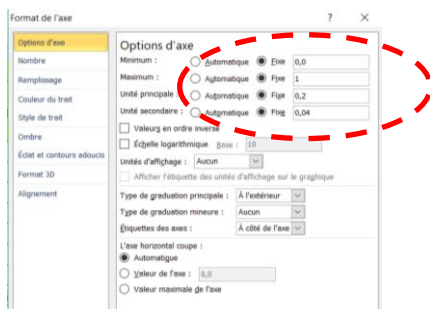 Format de l'axe ? ×
Options d'axe
Nombre
Remplissage
Couleur du trait
Style de trait
Ombre
Éclat et contours adoucis
Format 3D
Alignement
Options d'axe
Minimum : Automatique Fixe 0,0
Maximum : Automatique Fixe 1
Unité principale : Automatique Fixe 0,2
Unité secondaire : Automatique Fixe 0,04
Valeurs en ordre inverse
Échelle logarithmique Base : 10
Unités d'affichage : Aucun
Afficher l'étiquette des unités d'affichage sur le graphique
Type de graduation principale : À l'extérieur
Type de graduation mineure : Aucun
Étiquettes des axes : À côté de l'axe
L'axe horizontal coupe :
Automatique
Valeur de l'axe : 0,0
Valeur maximale de l'axe